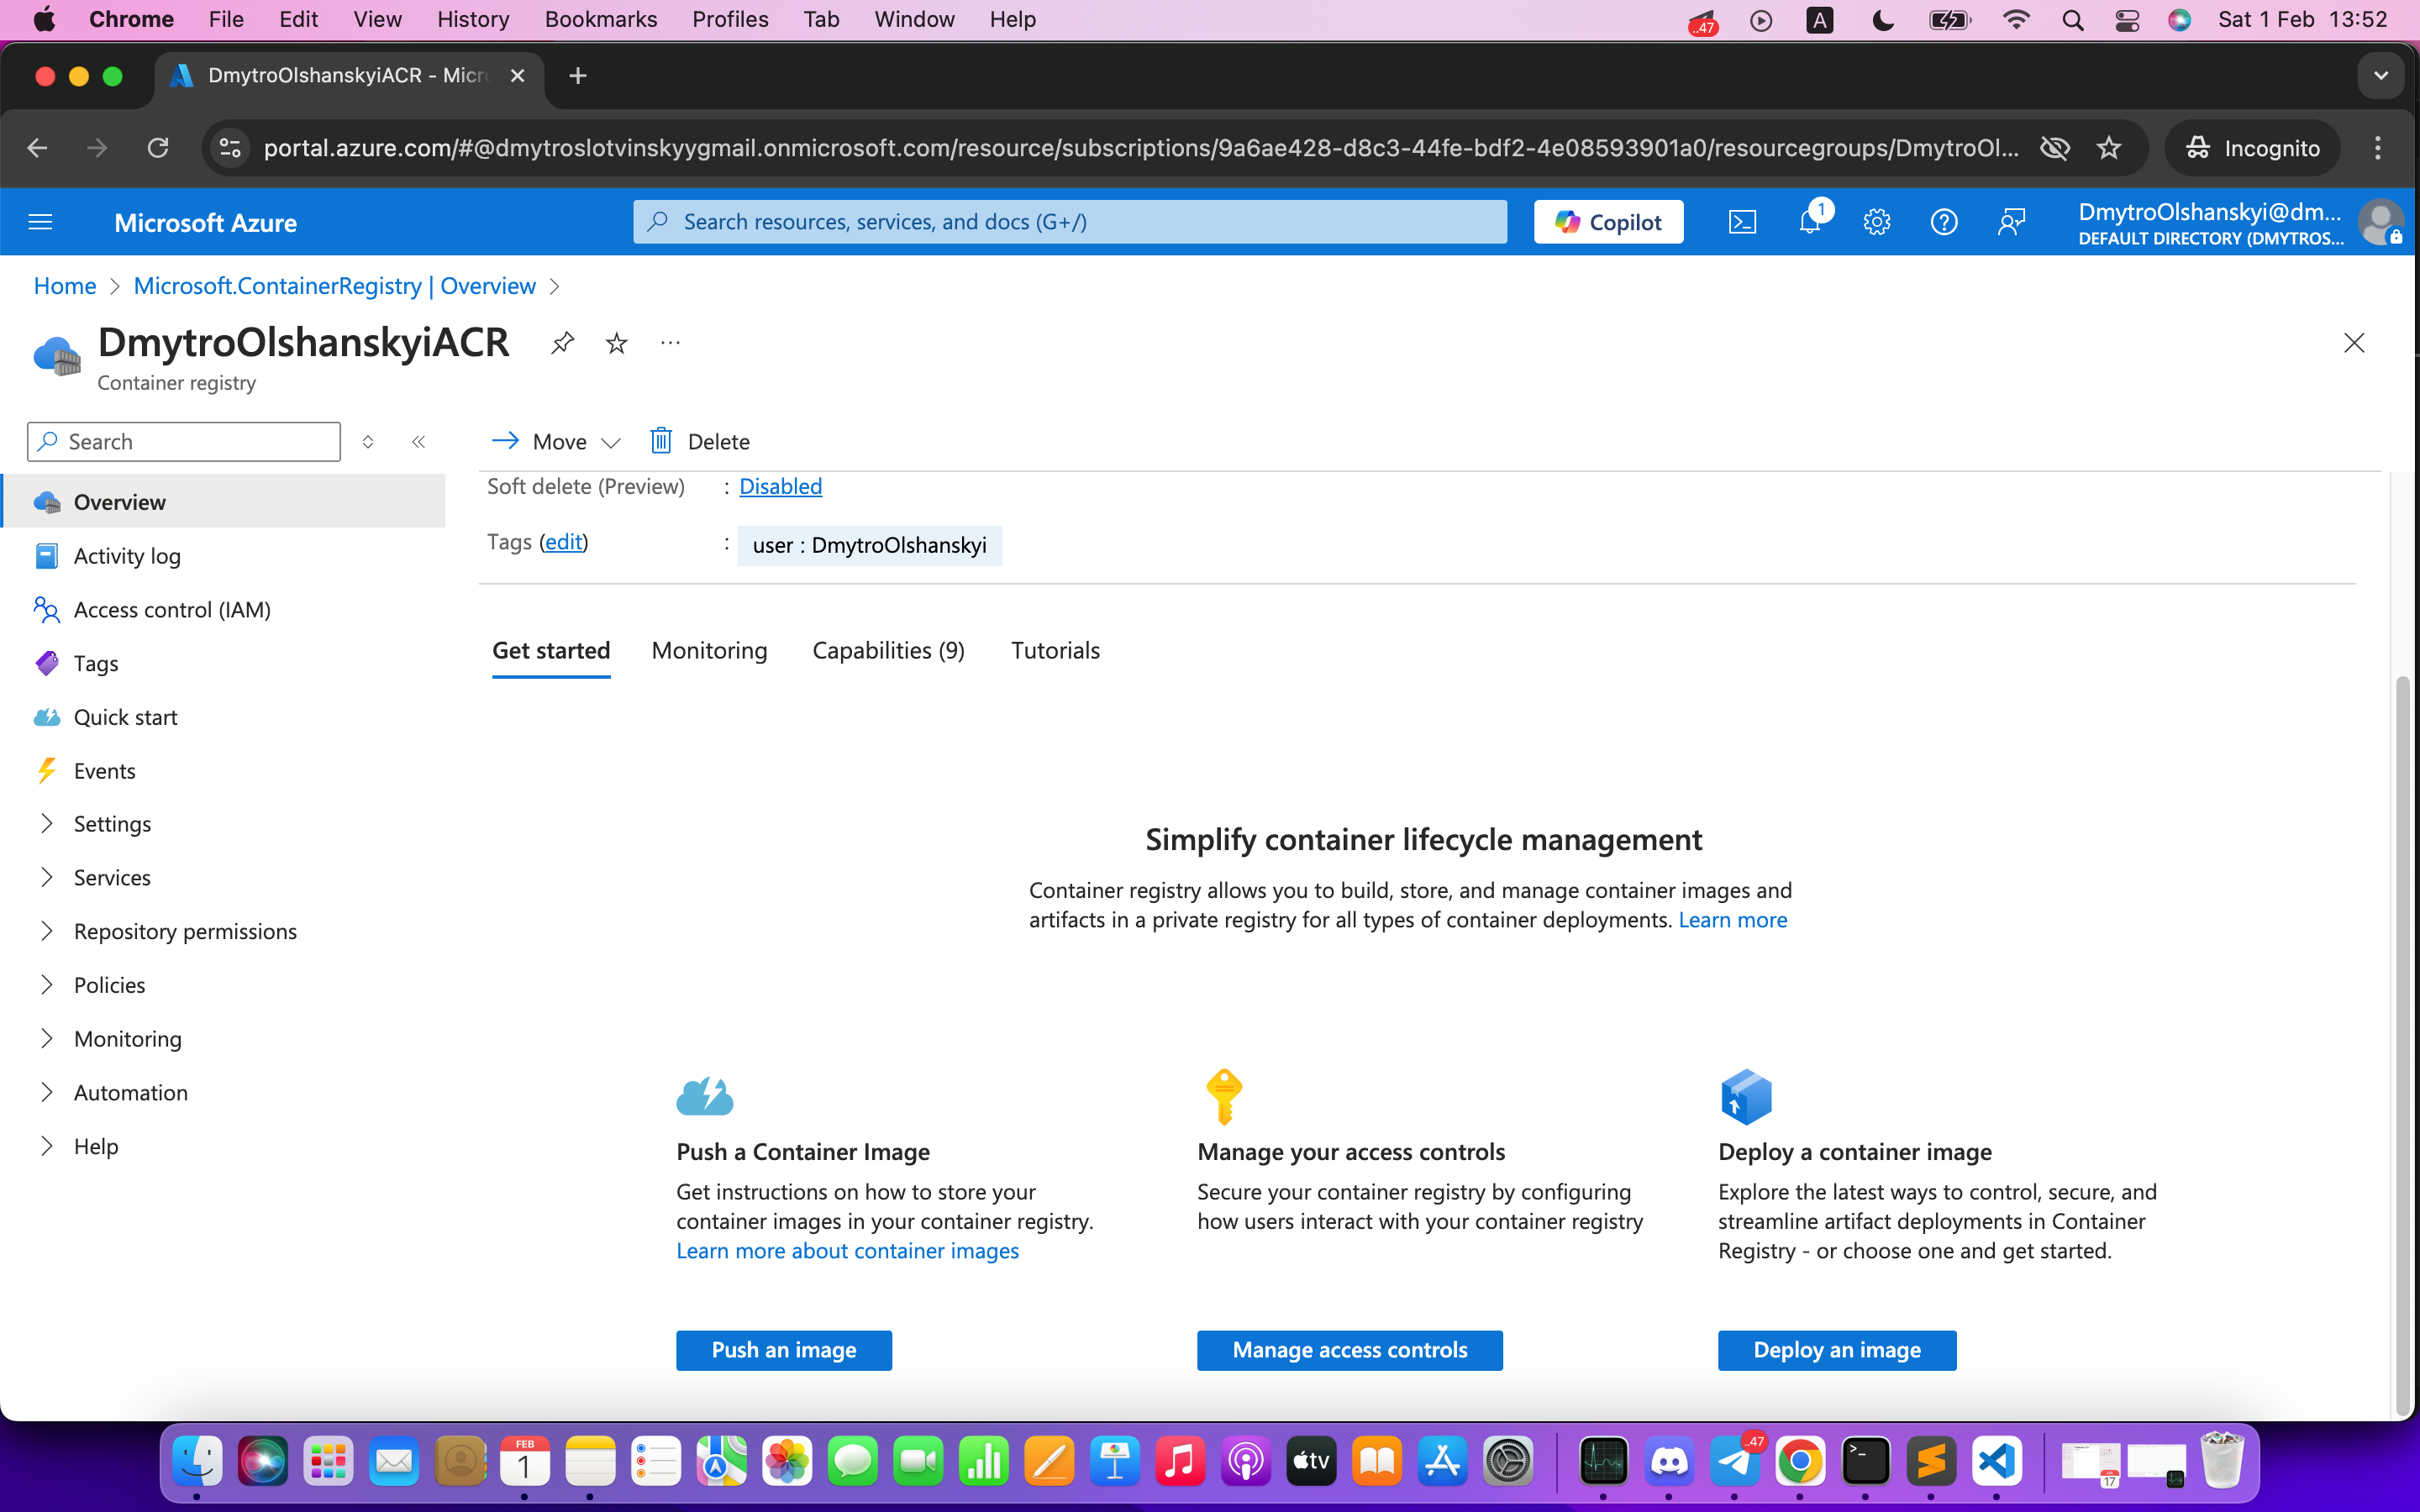 Chrome File Edit View History Bookmarks Profiles Tab Window Help ..47 A Sat 1 Feb 13:52
DmytroOlshanskyiACR - Micr
portal.azure.com/#@dmytroslotvinskyygmail.onmicrosoft.com/resource/subscriptions/9a6ae428-d8c3-44fe-bdf2-4e08593901a0/resourcegroups/DmytroOl... Incognito
Microsoft Azure Search resources, services, and docs (G+/) Copilot 1 DmytroOlshanskyi@dm...
DEFAULT DIRECTORY (DMYTROS...
Home > Microsoft.ContainerRegistry | Overview >
DmytroOlshanskyiACR ...
Container registry
Search
Move Delete
Soft delete (Preview) : Disabled
Tags (edit) : user : DmytroOlshanskyi
Overview
Activity log
Access control (IAM)
Tags
Quick start
Events
Settings
Services
Repository permissions
Policies
Monitoring
Automation
Help
Get started Monitoring Capabilities (9) Tutorials
Simplify container lifecycle management
Container registry allows you to build, store, and manage container images and
artifacts in a private registry for all types of container deployments. Learn more
Push a Container Image
Get instructions on how to store your
container images in your container registry.
Learn more about container images
Push an image
Manage your access controls
Secure your container registry by configuring
how users interact with your container registry
Manage access controls
Deploy a container image
Explore the latest ways to control, secure, and
streamline artifact deployments in Container
Registry - or choose one and get started.
Deploy an image
FEB
1
tv
..47
17